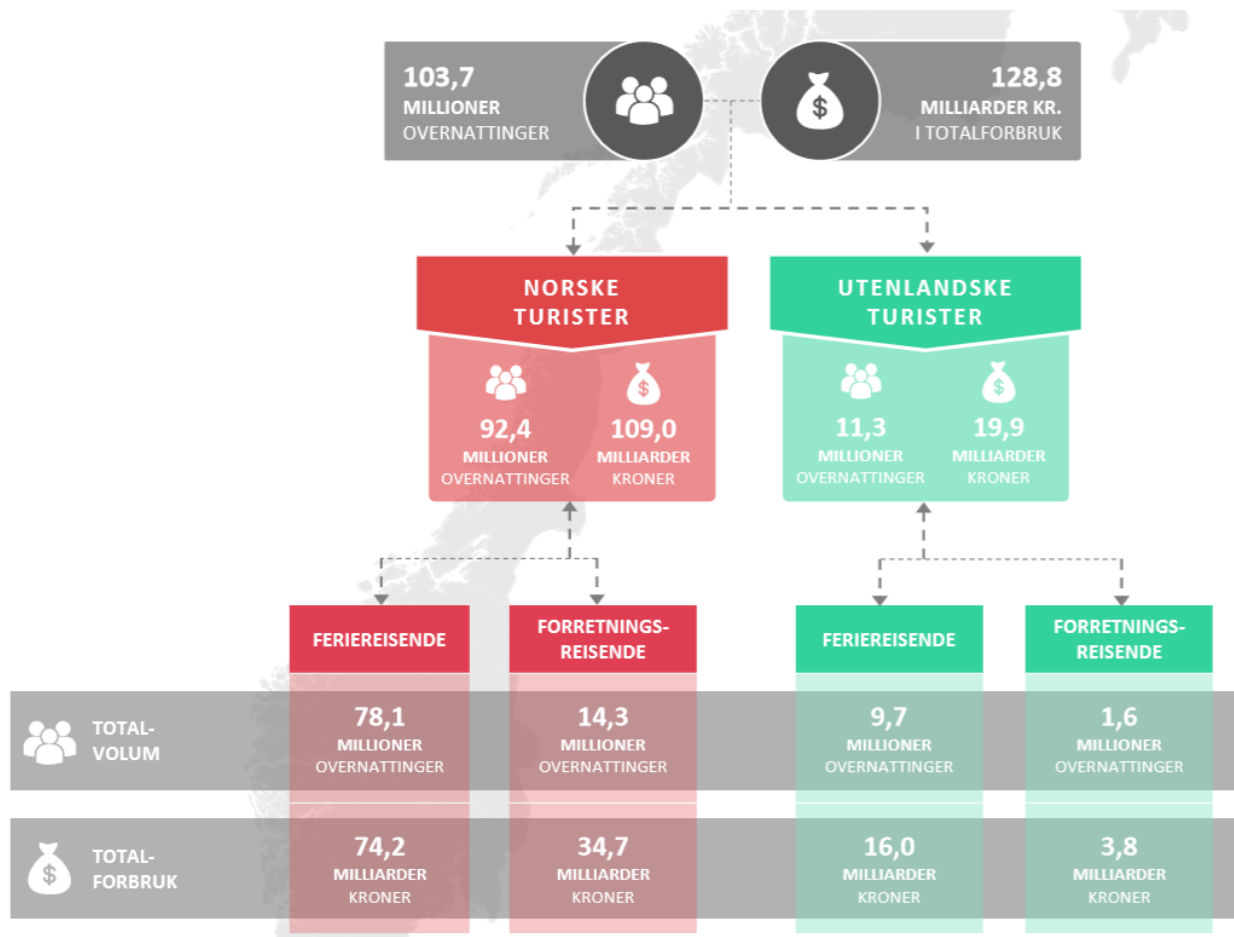 103,7
MILLIONER
OVERNATTINGER
128,8
MILLIARDER KR.
I TOTALFORBRUK
NORSKE
TURISTER
92,4
MILLIONER
OVERNATTINGER
109,0
MILLIARDER
KRONER
UTENLANDSKE
TURISTER
11,3
MILLIONER
OVERNATTINGER
19,9
MILLIARDER
KRONER
FERIEREISENDE
FORRETNINGS-
REISENDE
FERIEREISENDE
FORRETNINGS-
REISENDE
TOTAL-
VOLUM
78,1
MILLIONER
OVERNATTINGER
14,3
MILLIONER
OVERNATTINGER
9,7
MILLIONER
OVERNATTINGER
1,6
MILLIONER
OVERNATTINGER
TOTAL-
FORBRUK
74,2
MILLIARDER
KRONER
34,7
MILLIARDER
KRONER
16,0
MILLIARDER
KRONER
3,8
MILLIARDER
KRONER